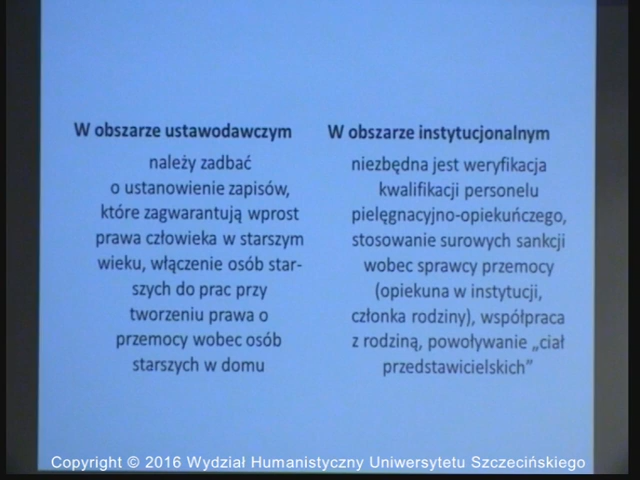 W obszarze ustawodawczym
należy zadbać
o ustanowienie zapisów,
które zagwarantują wprost
prawa człowieka w starszym
wieku, włączenie osób star-
szych do prac przy
tworzeniu prawa o
przemocy wobec osób
starszych w domu
W obszarze instytucjonalnym
niezbędna jest weryfikacja
kwalifikacji personelu
pielęgnacyjno-opiekuńczego,
stosowanie surowych sankcji
wobec sprawcy przemocy
(opiekuna w instytucji,
członka rodziny), współpraca
z rodziną, powoływanie „ciał
przedstawicielskich”
Copyright © 2016 Wydział Humanistyczny Uniwersytetu Szczecińskiego